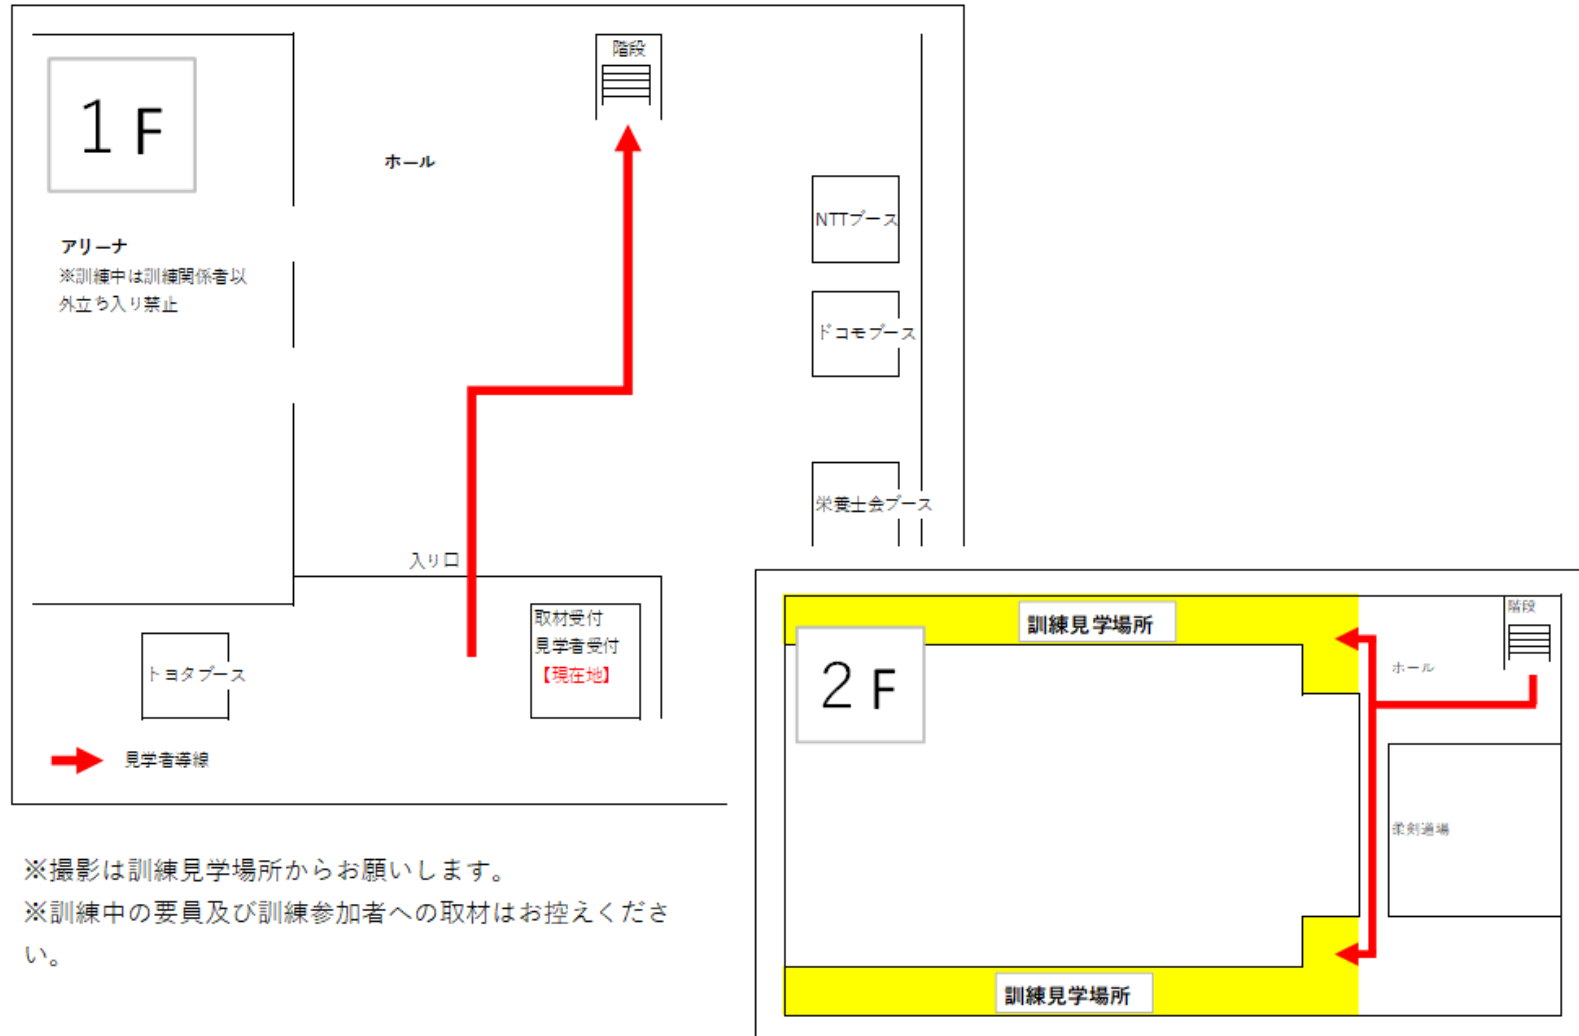 1F
階段
ホール
アリーナ
※訓練中は訓練関係者以
外立ち入り禁止
NTTブース
ドコモブース
栄養士会ブース
入り口
取材受付
見学者受付
【現在地】
トヨタブース
見学者導線
※撮影は訓練見学場所からお願いします。
※訓練中の要員及び訓練参加者への取材はお控えくださ
い。
訓練見学場所
2F
階段
ホール
柔剣道場
訓練見学場所